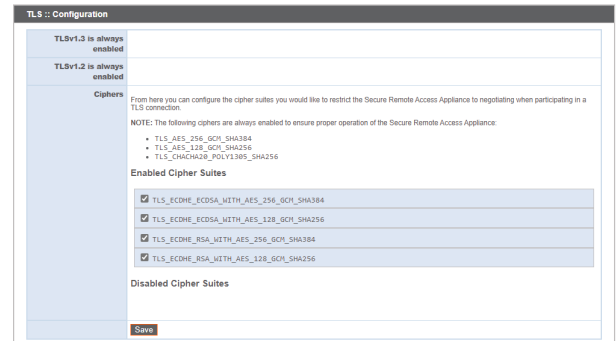 TLS :: Configuration
TLSv1.3 is always
enabled
TLSv1.2 is always
enabled
Ciphers
From here you can configure the cipher suites you would like to restrict the Secure Remote Access Appliance to negotiating when participating in a
TLS connection.
NOTE: The following ciphers are always enabled to ensure proper operation of the Secure Remote Access Appliance:
• TLS_AES_256_GCM_SHA384
• TLS_AES_128_GCM_SHA256
• TLS_CHACHA20_POLY1305_SHA256
Enabled Cipher Suites
TLS_ECDHE_ECDSA_WITH_AES_256_GCM_SHA384
TLS_ECDHE_ECDSA_WITH_AES_128_GCM_SHA256
TLS_ECDHE_RSA_WITH_AES_256_GCM_SHA384
TLS_ECDHE_RSA_WITH_AES_128_GCM_SHA256
Disabled Cipher Suites
Save